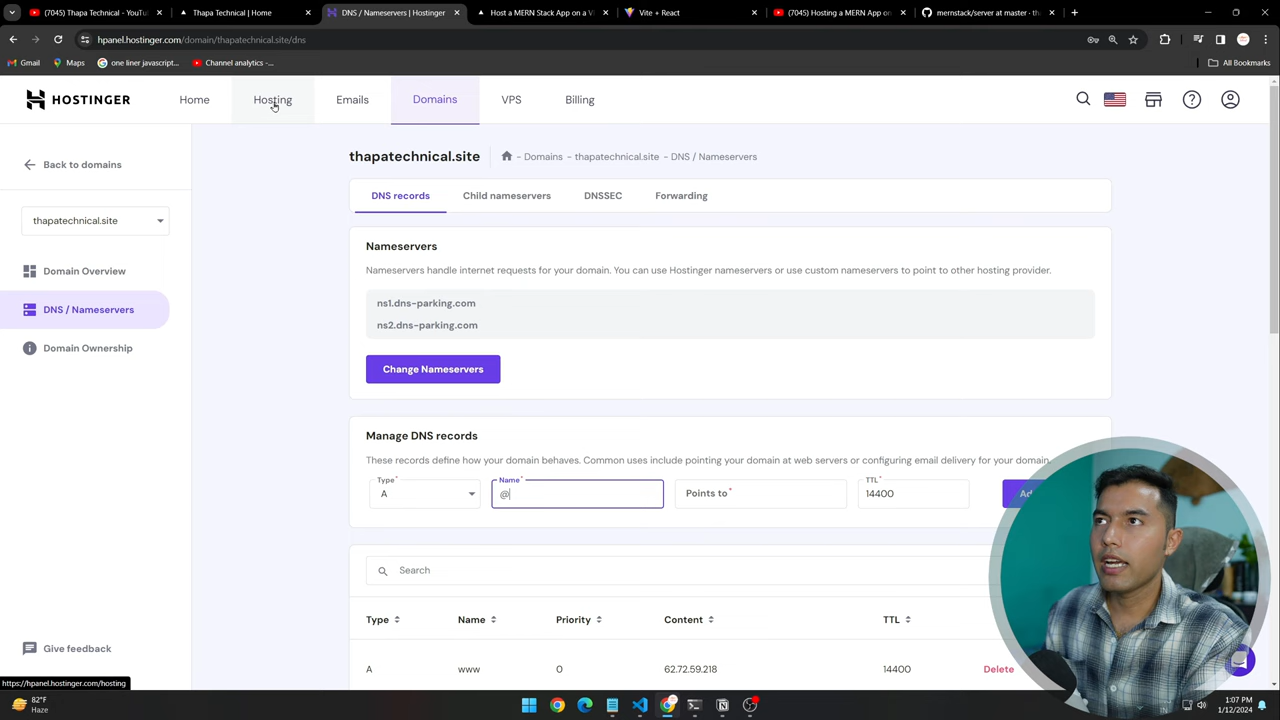 (7045) Thapa Technical - YouT
Thapa Technical | Home
DNS / Nameservers | Hostinger
Host a MERN Stack App on a V
Vite + React
(7045) Hosting a MERN App on
mernstack/server at master · th
hpanel.hostinger.com/domain/thapatechnical.site/dns
Gmail
Maps
one liner javascript...
Channel analytics -...
All Bookmarks
HOSTINGER
Home
Hosting
Emails
Domains
VPS
Billing
Back to domains
thapatechnical.site
Domain Overview
DNS / Nameservers
Domain Ownership
Give feedback
thapatechnical.site
- Domains - thapatechnical.site - DNS / Nameservers
DNS records
Child nameservers
DNSSEC
Forwarding
Nameservers
Nameservers handle internet requests for your domain. You can use Hostinger nameservers or use custom nameservers to point to other hosting provider.
ns1.dns-parking.com
ns2.dns-parking.com
Change Nameservers
Manage DNS records
These records define how your domain behaves. Common uses include pointing your domain at web servers or configuring email delivery for your domain.
Type*
A
Name*
@
Points to*
TTL*
14400
Ad
Search
Type
Name
Priority
Content
TTL
A
www
0
62.72.59.218
14400
Delete
https://hpanel.hostinger.com/hosting
82°F
Haze
1:07 PM
1/12/2024